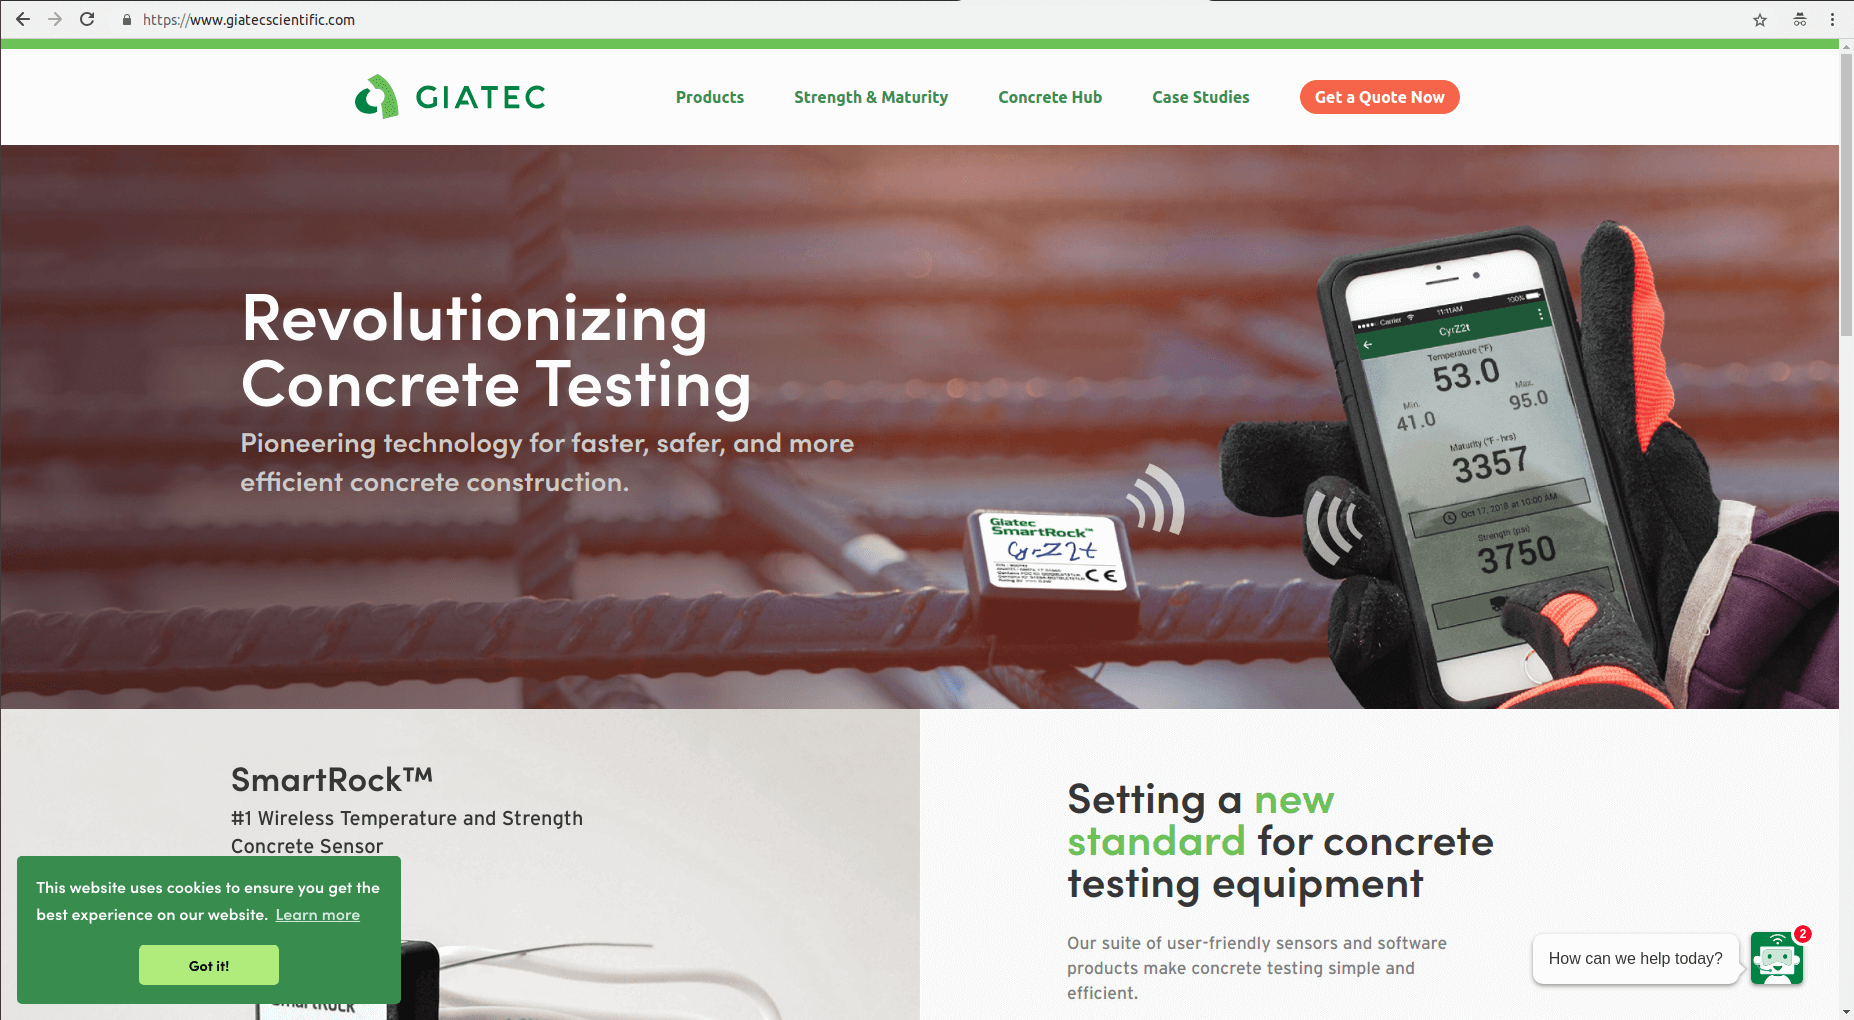 https://www.giatecscientific.com
GIATEC
Products
Strength & Maturity
Concrete Hub
Case Studies
Get a Quote Now
Revolutionizing
Concrete Testing
Pioneering technology for faster, safer, and more
efficient concrete construction.
Giatec
SmartRock™
CyrZ2t
CE
Carrier
11:11AM
100%
CyrZ2t
Temperature (°F)
53.0
Min.
41.0
Max.
95.0
Maturity (°F - hrs)
3357
Oct 17, 2018 at 10:00 AM
Strength (psi)
3750
SmartRock™
#1 Wireless Temperature and Strength
Concrete Sensor
Setting a new
standard for concrete
testing equipment
Our suite of user-friendly sensors and software
products make concrete testing simple and
efficient.
This website uses cookies to ensure you get the
best experience on our website. Learn more
Got it!
SmartRock
How can we help today?
2